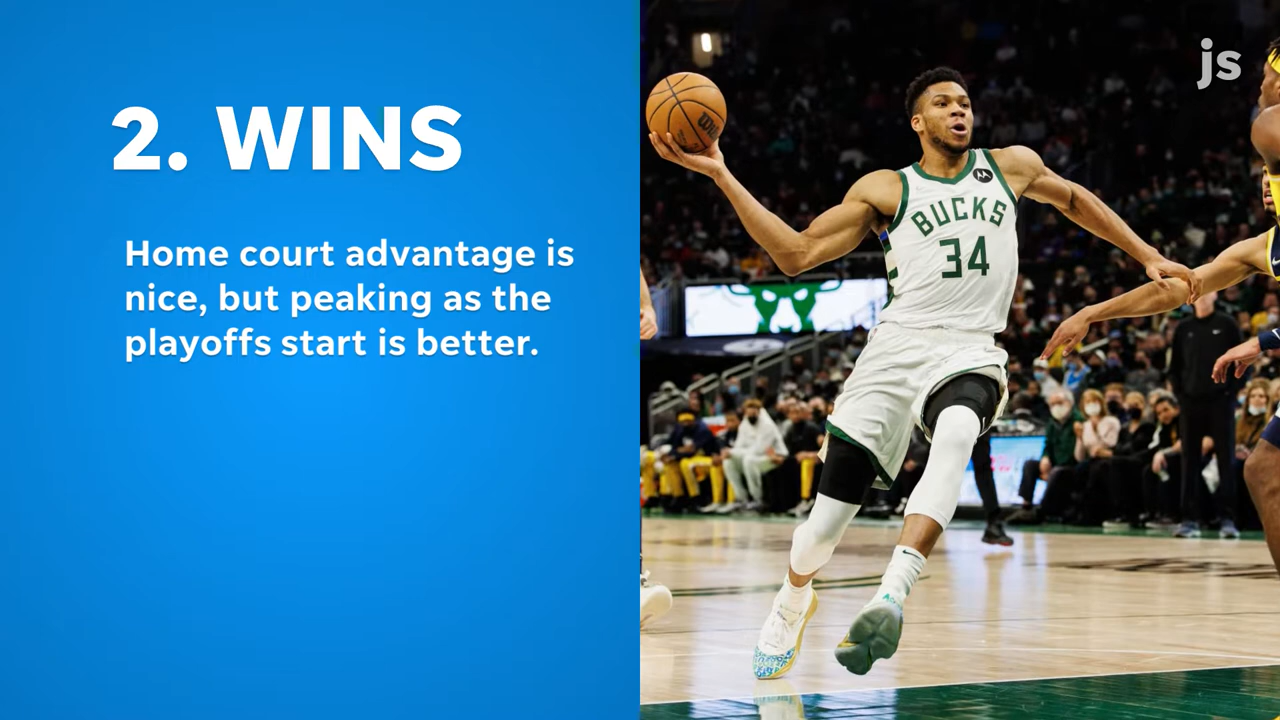 2. WINS
Home court advantage is
nice, but peaking as the
playoffs start is better.
js
BUCKS
34